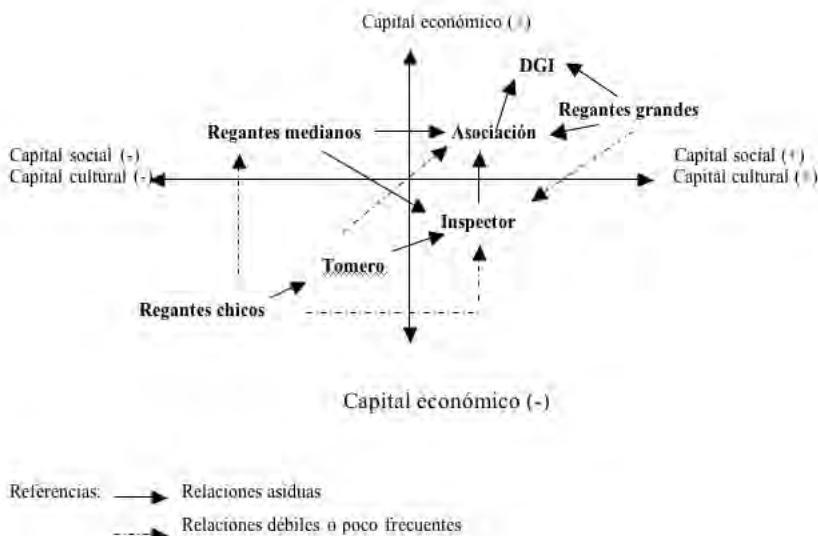 Capital económico (+)
DGI
Regantes grandes
Regantes medianos
Asociación
Capital social (-)
Capital cultural (-)
Capital social (+)
Capital cultural (+)
Inspector
Tomero
Regantes chicos
Capital económico (-)
Referencias:
Relaciones asiduas
Relaciones débiles o poco frecuentes